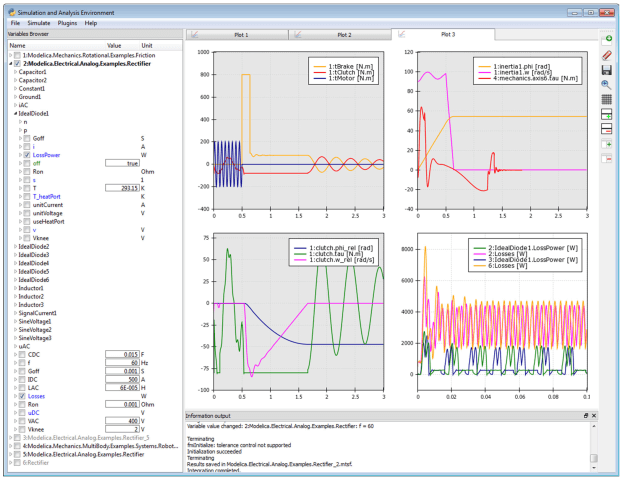 Simulation and Analysis Environment
File Simulate Plugins Help
Variables Browser
Name Value Unit
1:Modelica.Mechanics.Rotational.Examples.Friction
2:Modelica.Electrical.Analog.Examples.Rectifier
Capacitor1
Capacitor2
Constant1
Ground1
iAC
IdealDiode1
n
p
Goff S
i A
LossPower W
off true
Ron Ohm
s 1
T 293.15 K
T_heatPort K
unitCurrent A
unitVoltage V
useHeatPort
v V
Vknee V
IdealDiode2
IdealDiode3
IdealDiode4
IdealDiode5
IdealDiode6
Inductor1
Inductor2
Inductor3
SignalCurrent1
SineVoltage1
SineVoltage2
SineVoltage3
uAC
CDC 0.015 F
f 60 Hz
Goff 0.001 S
IDC 500 A
LAC 6E-005 H
Losses W
Ron 0.001 Ohm
uDC V
VAC 400 V
Vknee 2 V
3:Modelica.Electrical.Analog.Examples.Rectifier_5
4:Modelica.Mechanics.MultiBody.Examples.Systems.Robot...
5:Modelica.Electrical.Analog.Examples.Rectifier
6:Rectifier
Plot 1 Plot 2 Plot 3
1000
800
600
400
200
0
-200
-400
0 0.5 1 1.5 2 2.5 3
1:tBrake [N.m]
1:tClutch [N.m]
1:tMotor [N.m]
120
100
80
60
40
20
0
-20
-40
0 0.5 1 1.5 2 2.5 3
1:inertia1.phi [rad]
1:inertia1.w [rad/s]
4:mechanics.axis6.tau [N.m]
75
50
25
0
-25
-50
-75
-100
0 0.5 1 1.5 2 2.5 3
1:clutch.phi_rel [rad]
1:clutch.tau [N.m]
1:clutch.w_rel [rad/s]
8000
6000
4000
2000
0
0 0.02 0.04 0.06 0.08 0.1
2:IdealDiode1.LossPower [W]
2:Losses [W]
3:IdealDiode1.LossPower [W]
6:Losses [W]
Information output
Variable value changed: 2:Modelica.Electrical.Analog.Examples.Rectifier: f = 60
Terminating
fmiInitialize: tolerance control not supported
Initialization succeeded
Terminating
Results saved in Modelica.Electrical.Analog.Examples.Rectifier_2.mtsf.
Integration completed.